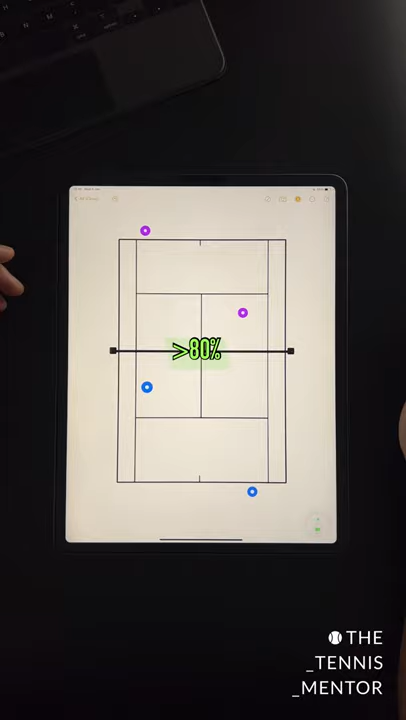 >80%
THE
_TENNIS
_MENTOR